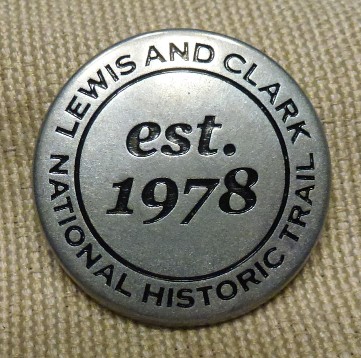 LEWIS AND CLARK
est.
1978
NATIONAL HISTORIC TRAIL